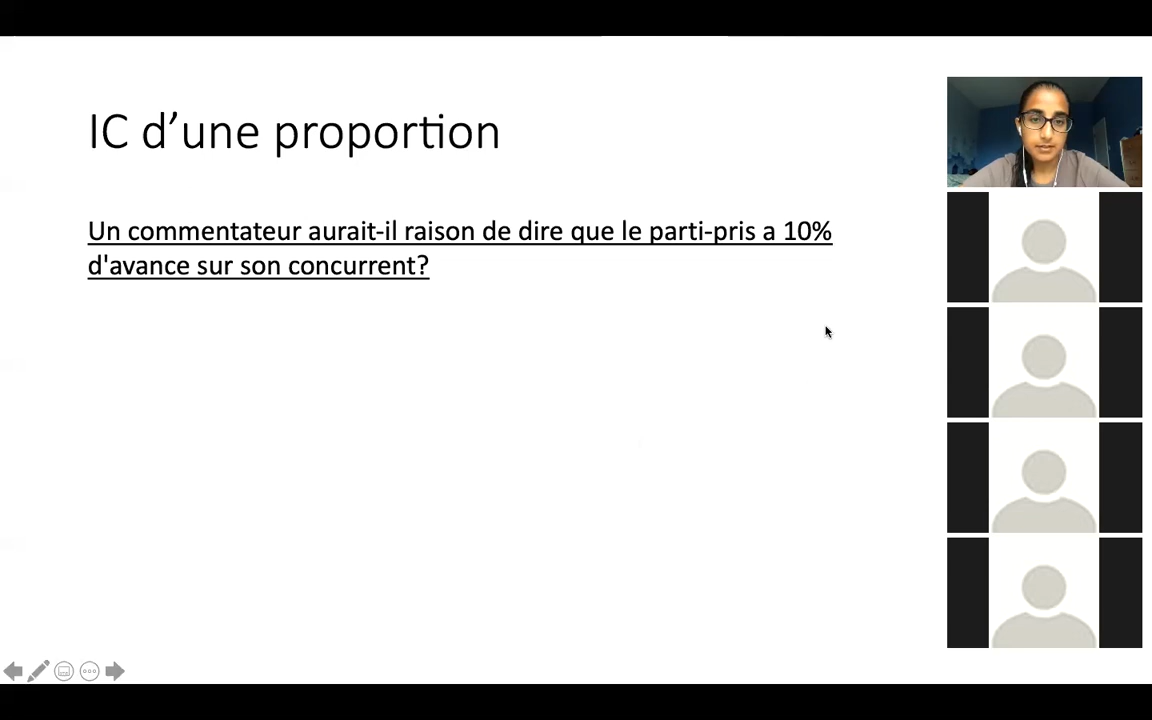 IC d’une proportion
Un commentateur aurait-il raison de dire que le parti-pris a 10%
d'avance sur son concurrent?